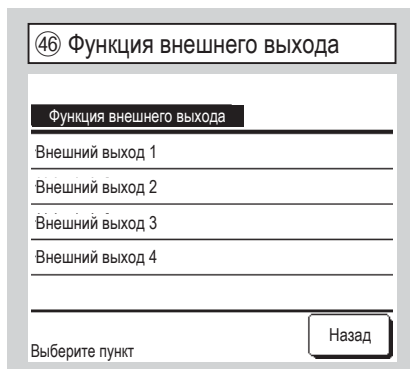 ㊻ Функция внешнего выхода
Функция внешнего выхода
Внешний выход 1
Внешний выход 2
Внешний выход 3
Внешний выход 4
Назад
Выберите пункт